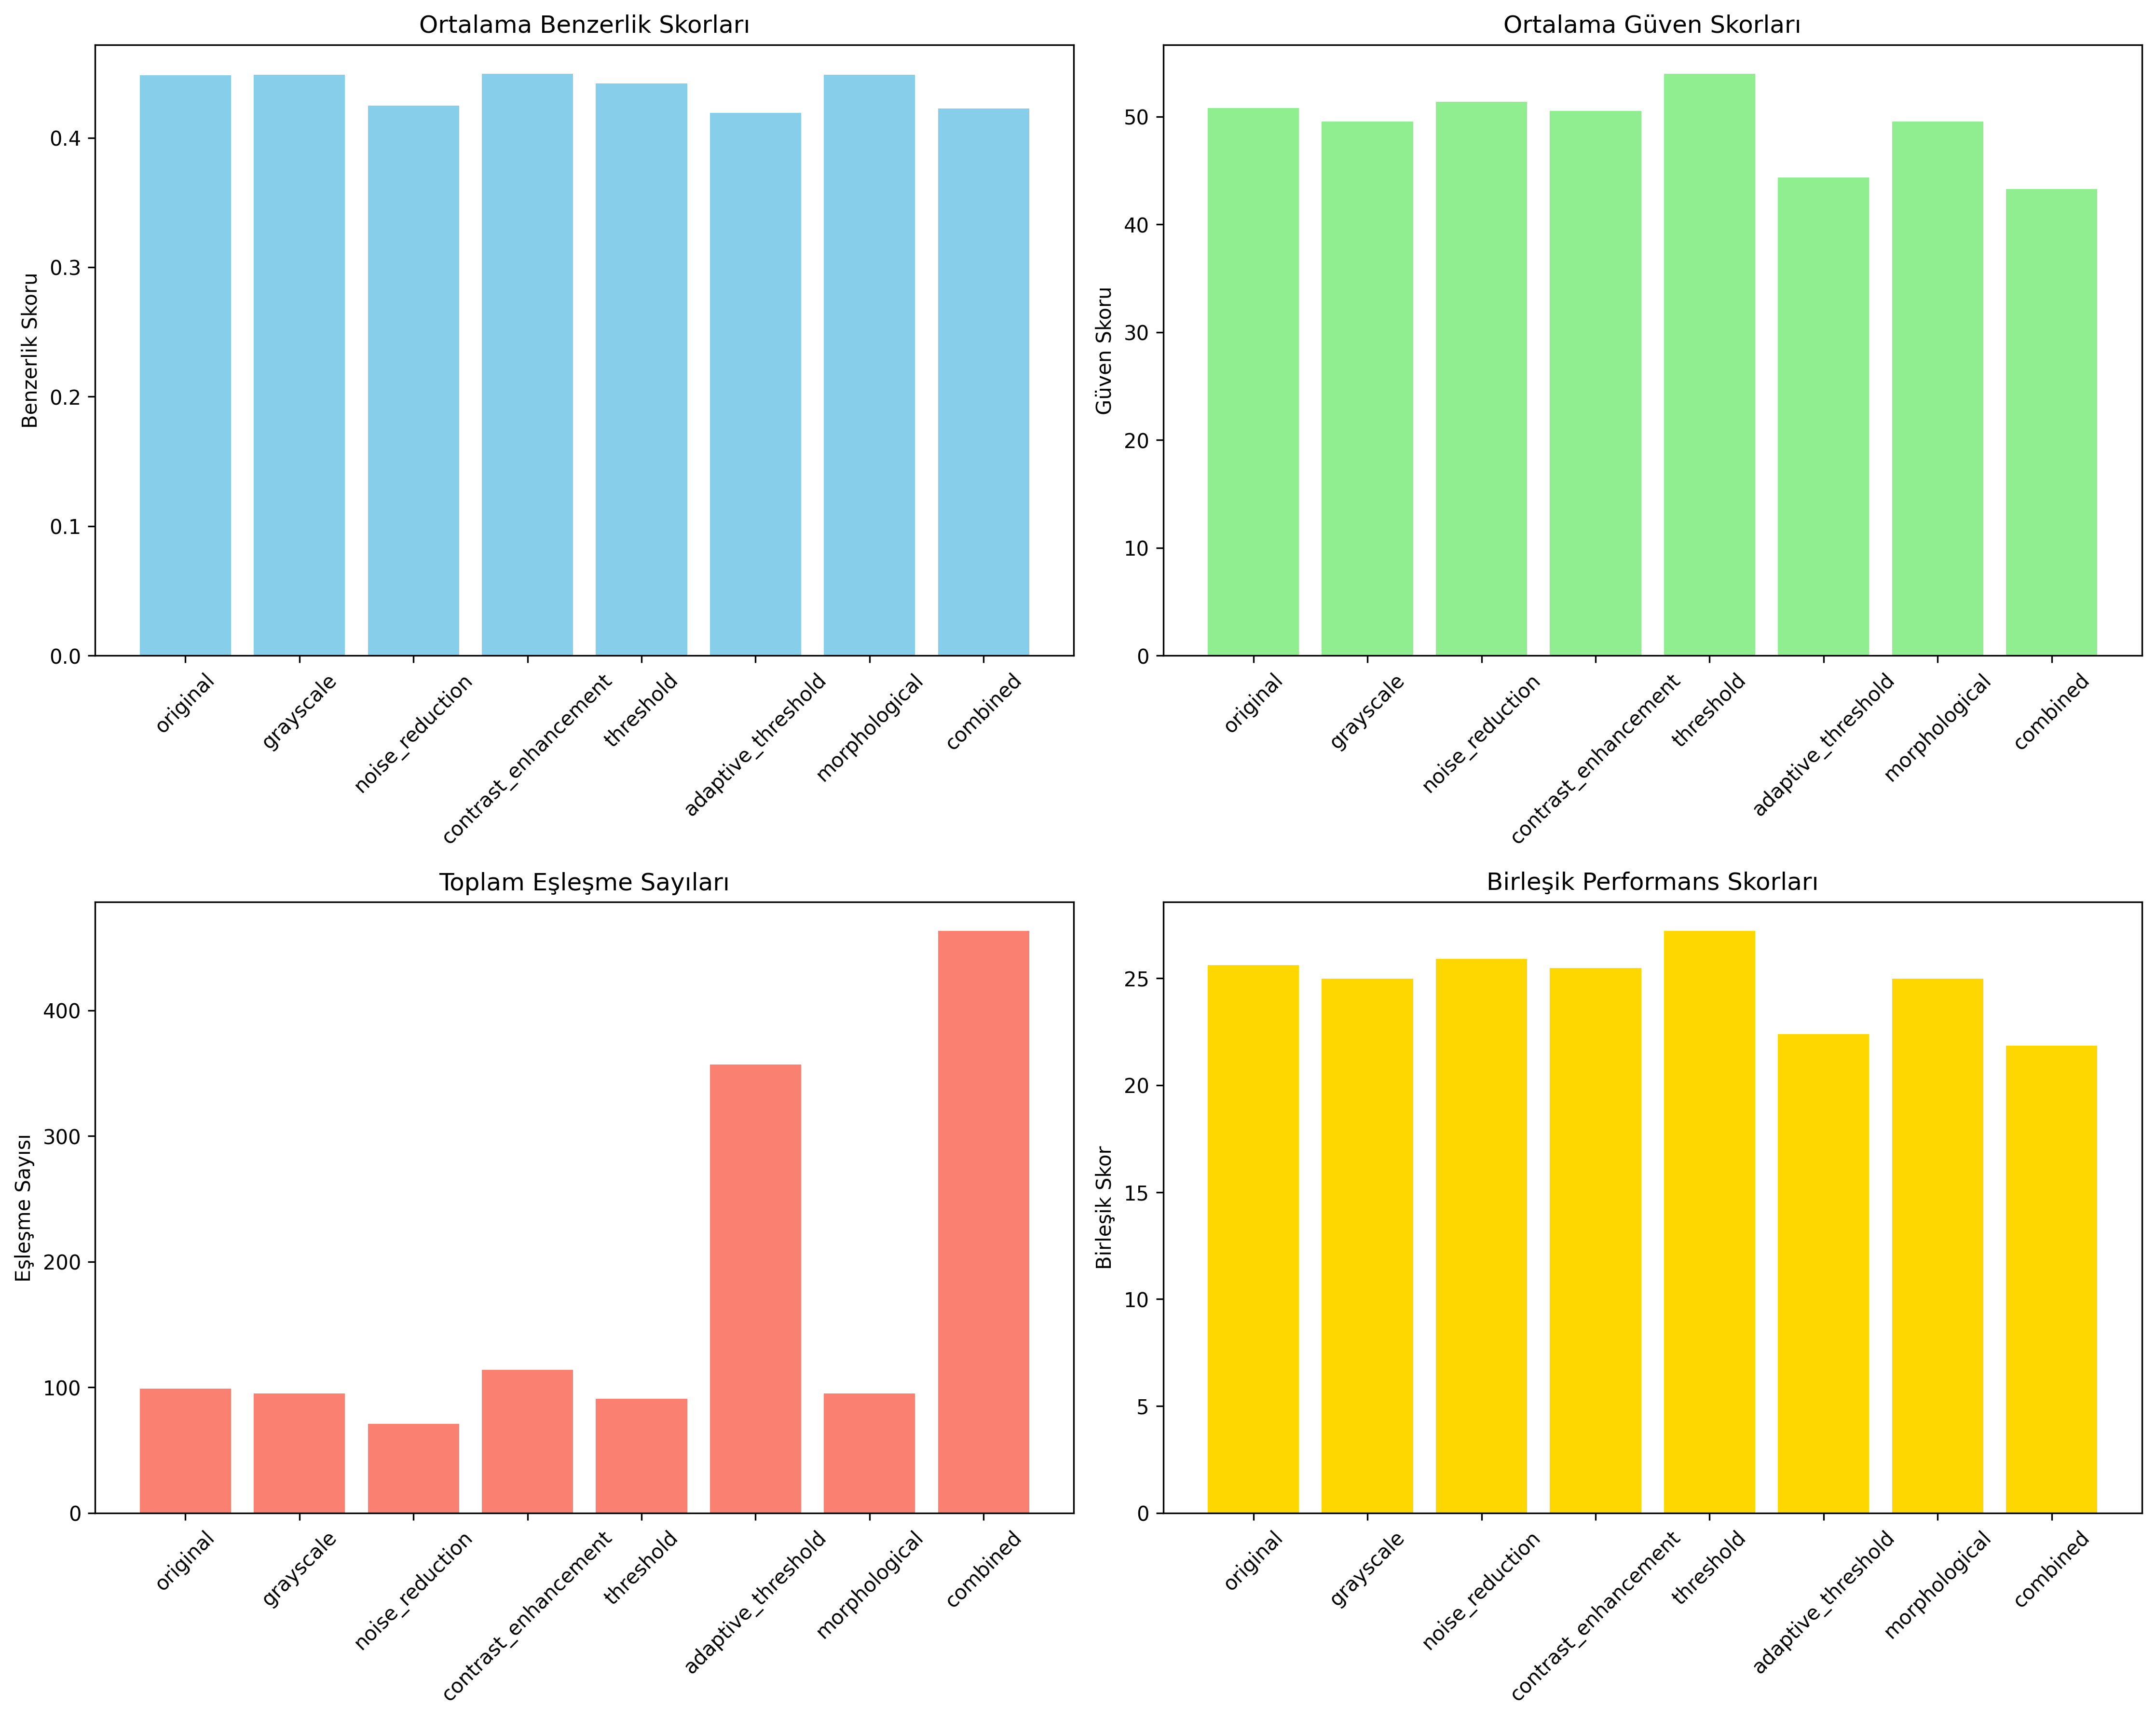 Ortalama Benzerlik Skorları
Benzerlik Skoru
0.4
0.3
0.2
0.1
0.0
original
grayscale
noise_reduction
contrast_enhancement
threshold
adaptive_threshold
morphological
combined
Ortalama Güven Skorları
Güven Skoru
50
40
30
20
10
0
original
grayscale
noise_reduction
contrast_enhancement
threshold
adaptive_threshold
morphological
combined
Toplam Eşleşme Sayıları
Eşleşme Sayısı
400
300
200
100
0
original
grayscale
noise_reduction
contrast_enhancement
threshold
adaptive_threshold
morphological
combined
Birleşik Performans Skorları
Birleşik Skor
25
20
15
10
5
0
original
grayscale
noise_reduction
contrast_enhancement
threshold
adaptive_threshold
morphological
combined